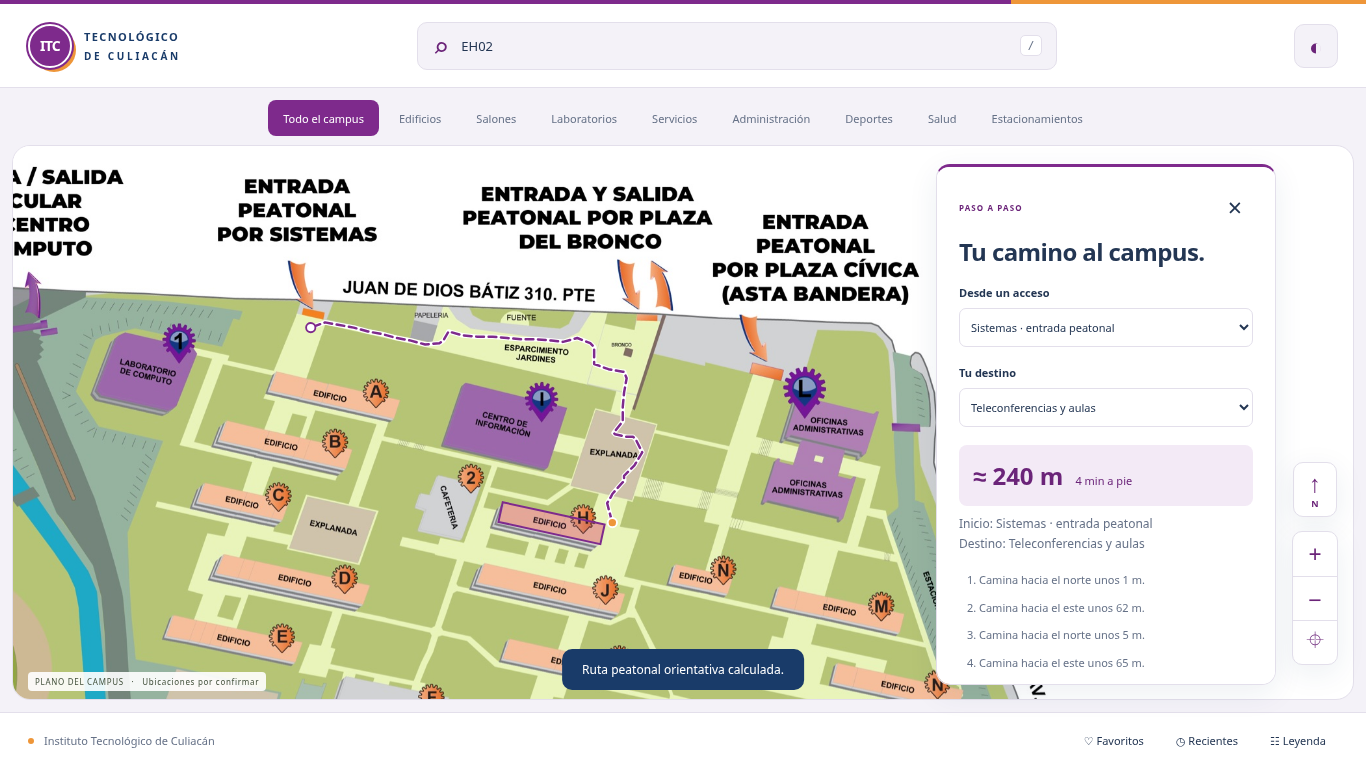 ITC
TECNOLÓGICO
DE CULIACÁN
EH02
/
Todo el campus
Edificios
Salones
Laboratorios
Servicios
Administración
Deportes
Salud
Estacionamientos
A / SALIDA
CULAR
CENTRO
MPUTO
ENTRADA
PEATONAL
POR SISTEMAS
ENTRADA Y SALIDA
PEATONAL POR PLAZA
DEL BRONCO
ENTRADA
PEATONAL
POR PLAZA CÍVICA
(ASTA BANDERA)
JUAN DE DIOS BÁTIZ 310. PTE
PAPELERIA
FUENTE
BRONCO
ESPARCIMIENTO
JARDINES
1
LABORATORIO
DE COMPUTO
EDIFICIO A
I
CENTRO DE
INFORMACIÓN
L
OFICINAS
ADMINISTRATIVAS
EDIFICIO B
EXPLANADA
2
CAFETERIA
OFICINAS
ADMINISTRATIVAS
EDIFICIO C
EXPLANADA
EDIFICIO H
EDIFICIO D
EDIFICIO J
EDIFICIO N
EDIFICIO M
EDIFICIO E
EDIFICIO
EDIFICIO
PASO A PASO
✕
Tu camino al campus.
Desde un acceso
Sistemas · entrada peatonal
Tu destino
Teleconferencias y aulas
≈ 240 m 4 min a pie
Inicio: Sistemas · entrada peatonal
Destino: Teleconferencias y aulas
1. Camina hacia el norte unos 1 m.
2. Camina hacia el este unos 62 m.
3. Camina hacia el norte unos 5 m.
4. Camina hacia el este unos 65 m.
↑
N
+
−
Ruta peatonal orientativa calculada.
PLANO DEL CAMPUS · Ubicaciones por confirmar
Instituto Tecnológico de Culiacán
♡ Favoritos
◷ Recientes
☷ Leyenda